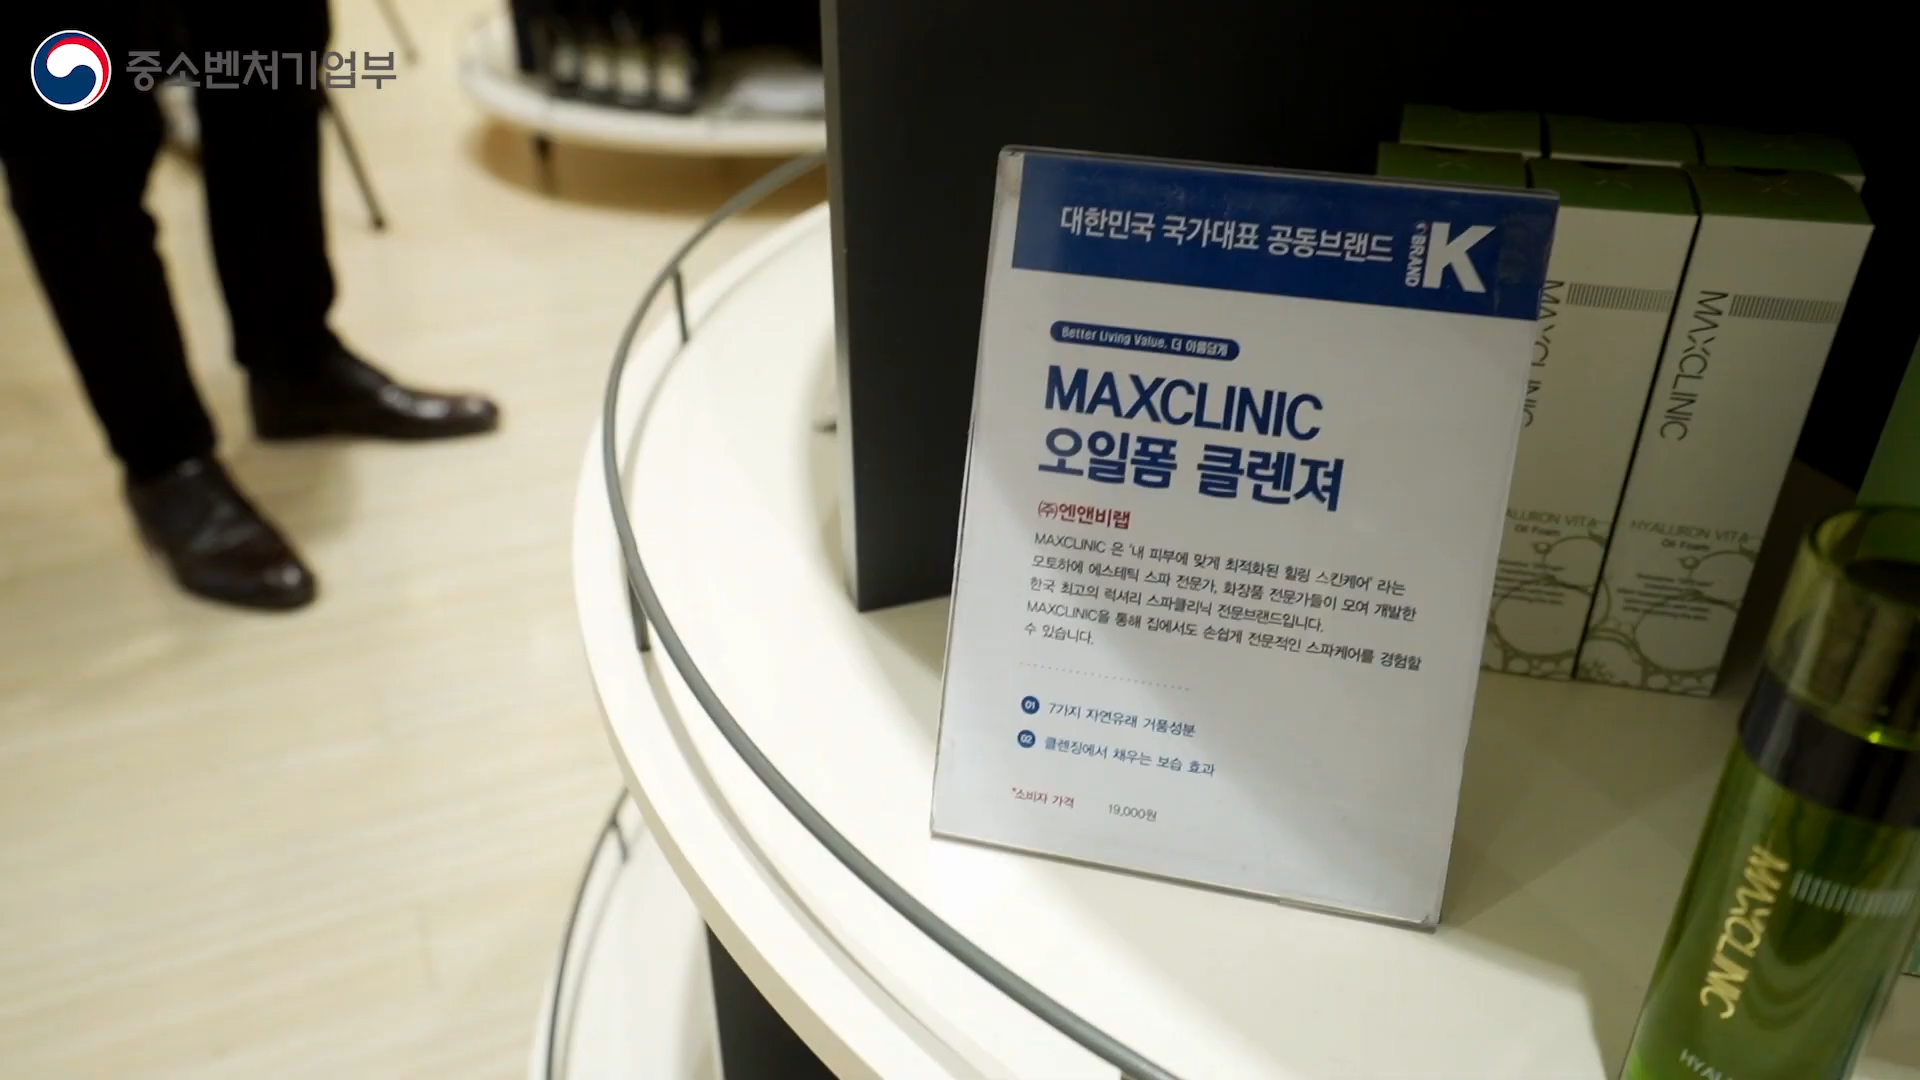 중소벤처기업부
대한민국 국가대표 공동브랜드
BRAND K
Better Living Value, 더 아름답게
MAXCLINIC
오일폼 클렌져
㈜엔앤비랩
MAXCLINIC 은 '내 피부에 맞게 최적화된 힐링 스킨케어' 라는
모토하에 에스테틱 스파 전문가, 화장품 전문가들이 모여 개발한
한국 최고의 럭셔리 스파클리닉 전문브랜드입니다.
MAXCLINIC을 통해 집에서도 손쉽게 전문적인 스파케어를 경험할
수 있습니다.
01 7가지 자연유래 거품성분
02 클렌징에서 채우는 보습 효과
*소비자 가격 19,000원
MAXCLINIC
MAXCLINIC
HYALURON VITA
Oil Foam
HYALURON VITA
Oil Foam
MAXCLINIC